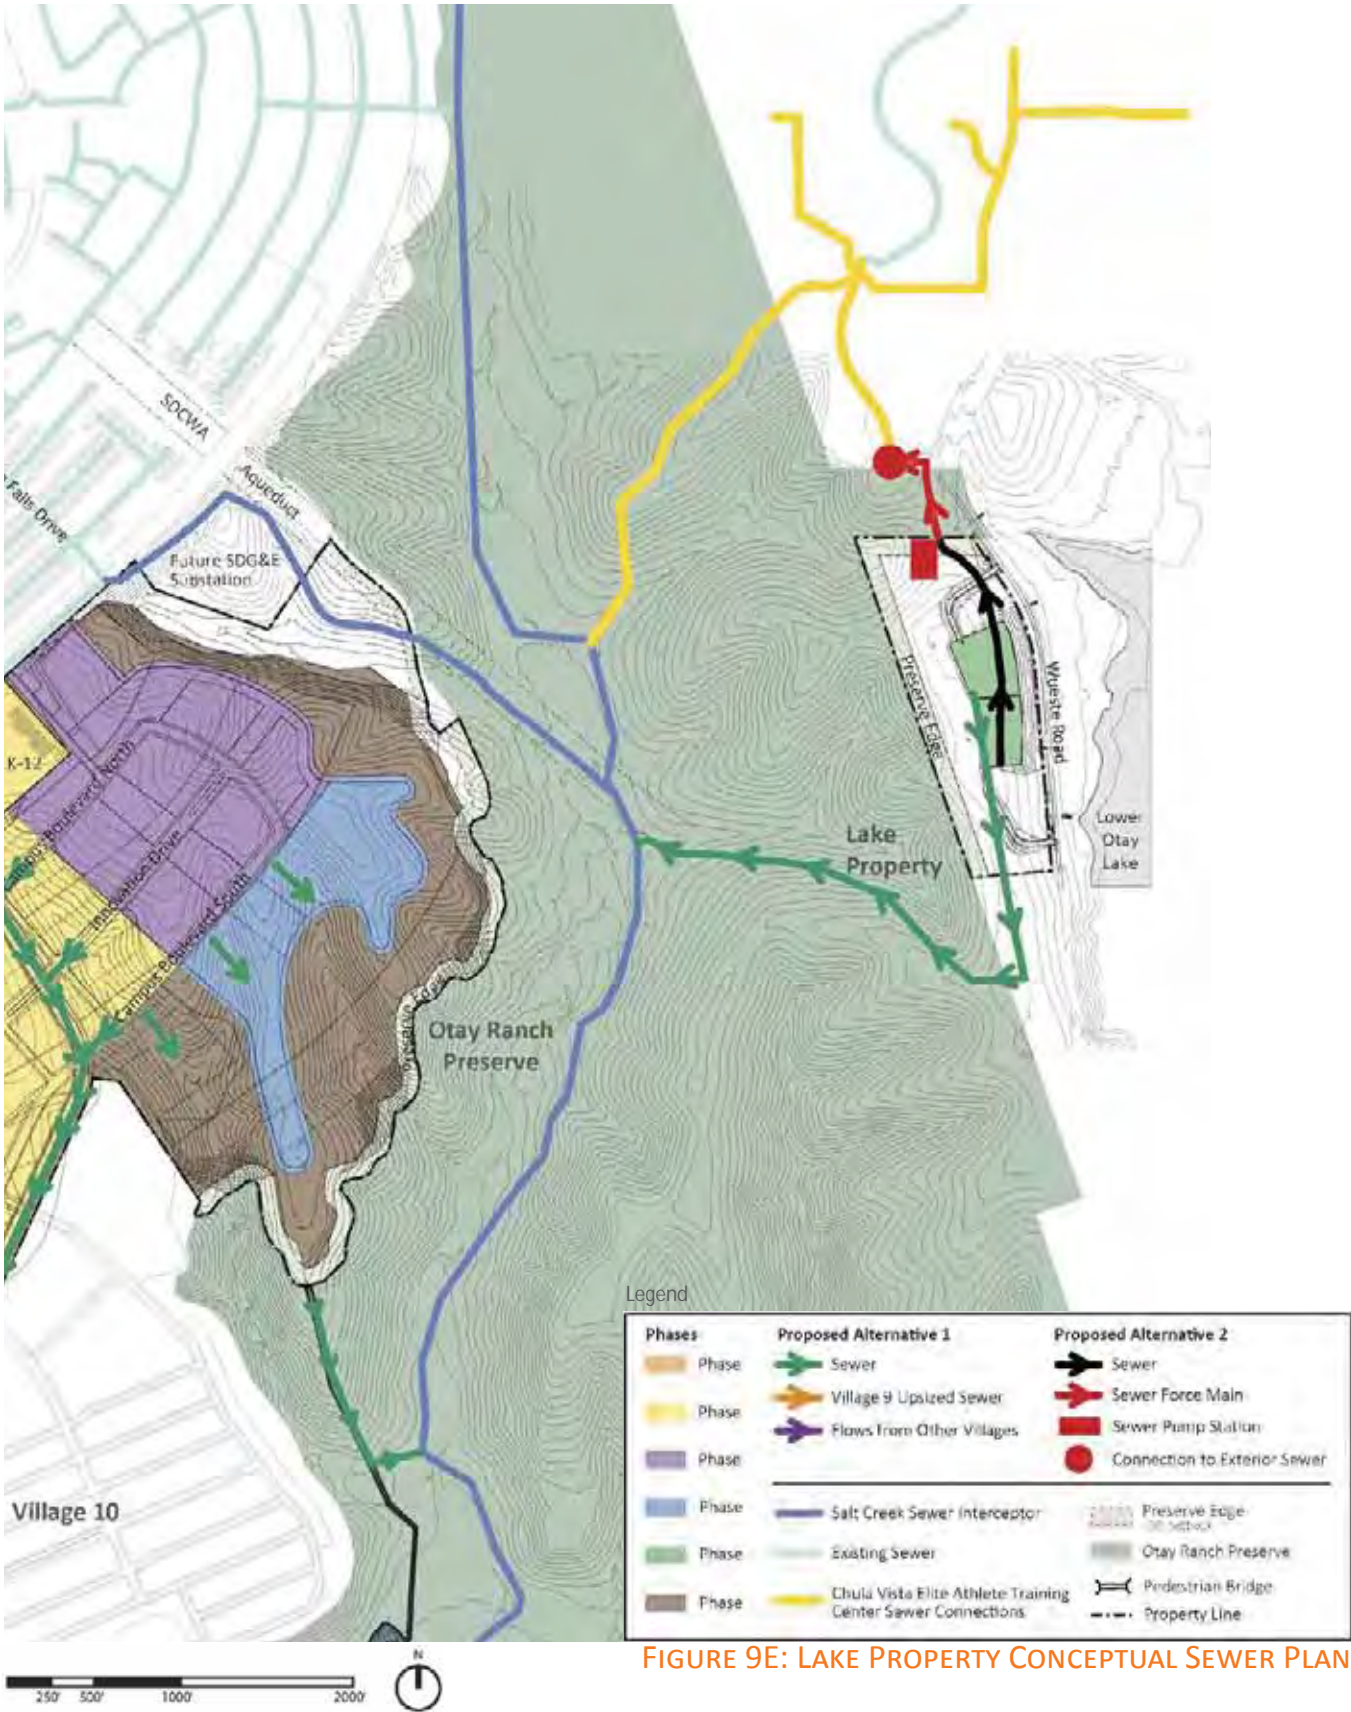 SDCWA
Aqueduct
Falls Drive
Future SDG&E
Substation
K-12
Boulevard North
Innovation Drive
Campus Boulevard South
Preserve Edge
Otay Ranch
Preserve
Lake
Property
Preserve Edge
Wueste Road
Lower
Otay
Lake
Village 10
Legend
Phases
Phase
Phase
Phase
Phase
Phase
Phase
Proposed Alternative 1
Sewer
Village 9 Upsized Sewer
Flows from Other Villages
Proposed Alternative 2
Sewer
Sewer Force Main
Sewer Pump Station
Connection to Exterior Sewer
Salt Creek Sewer Interceptor
Existing Sewer
Chula Vista Elite Athlete Training
Center Sewer Connections
Preserve Edge
Otay Ranch Preserve
Pedestrian Bridge
Property Line
FIGURE 9E: LAKE PROPERTY CONCEPTUAL SEWER PLAN
N
250' 500' 1000' 2000'